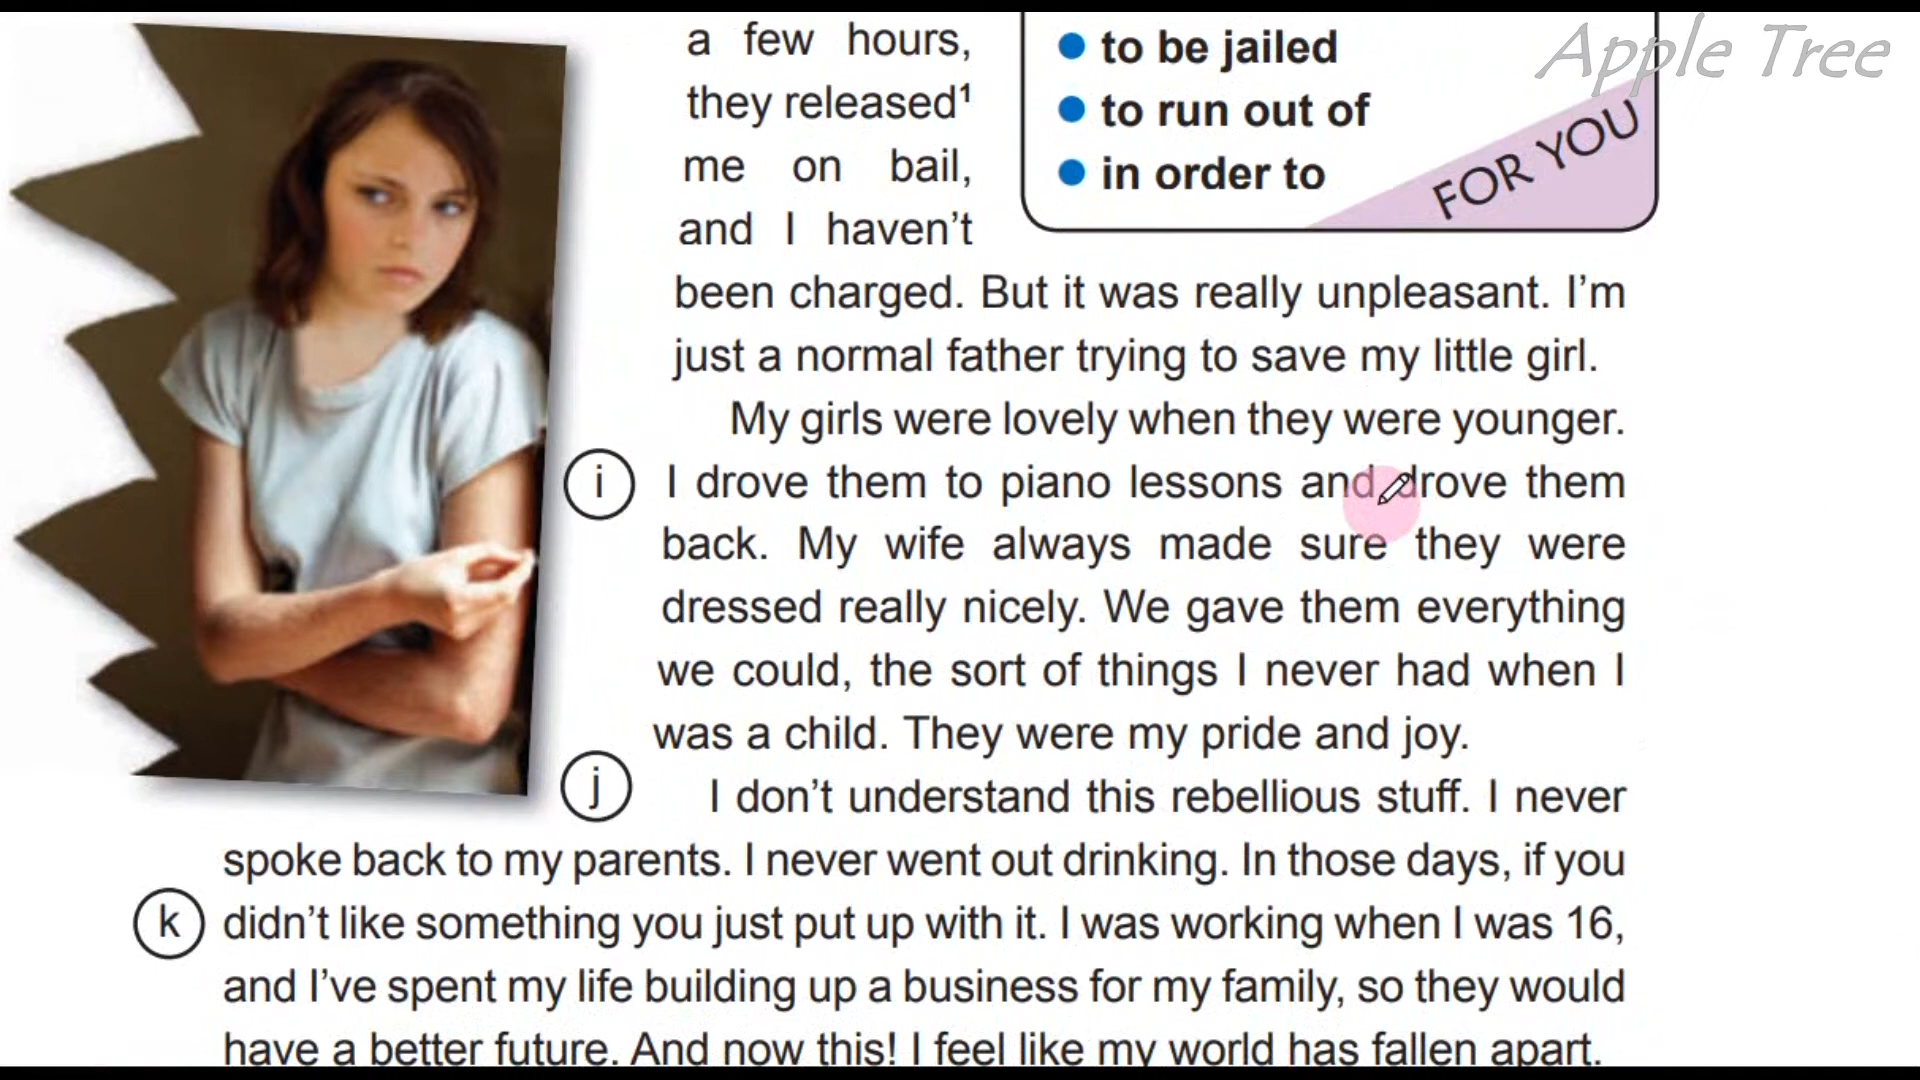 Apple Tree
to be jailed
to run out of
in order to
FOR YOU
a few hours,
they released¹
me on bail,
and I haven’t
been charged. But it was really unpleasant. I’m
just a normal father trying to save my little girl.
My girls were lovely when they were younger.
i I drove them to piano lessons and drove them
back. My wife always made sure they were
dressed really nicely. We gave them everything
we could, the sort of things I never had when I
was a child. They were my pride and joy.
j I don’t understand this rebellious stuff. I never
spoke back to my parents. I never went out drinking. In those days, if you
k didn’t like something you just put up with it. I was working when I was 16,
and I’ve spent my life building up a business for my family, so they would
have a better future. And now this! I feel like my world has fallen apart.